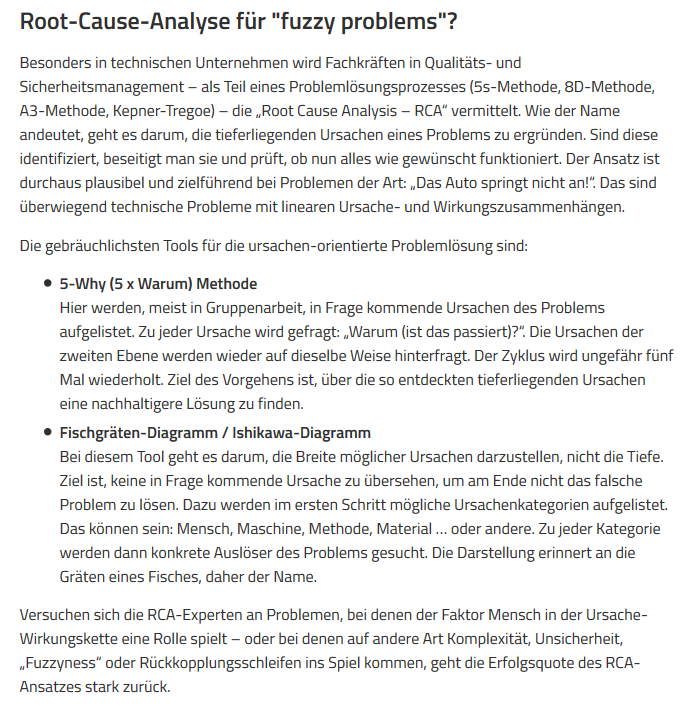 Root-Cause-Analyse für "fuzzy problems"?
Besonders in technischen Unternehmen wird Fachkräften in Qualitäts- und
Sicherheitsmanagement – als Teil eines Problemlösungsprozesses (5s-Methode, 8D-Methode,
A3-Methode, Kepner-Tregoe) – die „Root Cause Analysis – RCA“ vermittelt. Wie der Name
andeutet, geht es darum, die tieferliegenden Ursachen eines Problems zu ergründen. Sind diese
identifiziert, beseitigt man sie und prüft, ob nun alles wie gewünscht funktioniert. Der Ansatz ist
durchaus plausibel und zielführend bei Problemen der Art: „Das Auto springt nicht an!“. Das sind
überwiegend technische Probleme mit linearen Ursache- und Wirkungszusammenhängen.
Die gebräuchlichsten Tools für die ursachen-orientierte Problemlösung sind:
• 5-Why (5 x Warum) Methode
Hier werden, meist in Gruppenarbeit, in Frage kommende Ursachen des Problems
aufgelistet. Zu jeder Ursache wird gefragt: „Warum (ist das passiert)?“. Die Ursachen der
zweiten Ebene werden wieder auf dieselbe Weise hinterfragt. Der Zyklus wird ungefähr fünf
Mal wiederholt. Ziel des Vorgehens ist, über die so entdeckten tieferliegenden Ursachen
eine nachhaltigere Lösung zu finden.
• Fischgräten-Diagramm / Ishikawa-Diagramm
Bei diesem Tool geht es darum, die Breite möglicher Ursachen darzustellen, nicht die Tiefe.
Ziel ist, keine in Frage kommende Ursache zu übersehen, um am Ende nicht das falsche
Problem zu lösen. Dazu werden im ersten Schritt mögliche Ursachenkategorien aufgelistet.
Das können sein: Mensch, Maschine, Methode, Material ... oder andere. Zu jeder Kategorie
werden dann konkrete Auslöser des Problems gesucht. Die Darstellung erinnert an die
Gräten eines Fisches, daher der Name.
Versuchen sich die RCA-Experten an Problemen, bei denen der Faktor Mensch in der Ursache-
Wirkungskette eine Rolle spielt – oder bei denen auf andere Art Komplexität, Unsicherheit,
„Fuzzyness“ oder Rückkopplungsschleifen ins Spiel kommen, geht die Erfolgsquote des RCA-
Ansatzes stark zurück.